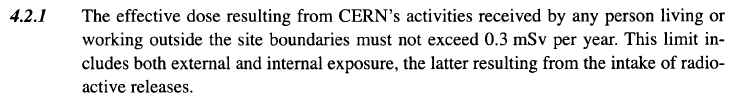 4.2.1 The effective dose resulting from CERN's activities received by any person living or
working outside the site boundaries must not exceed 0.3 mSv per year. This limit in-
cludes both external and internal exposure, the latter resulting from the intake of radio-
active releases.